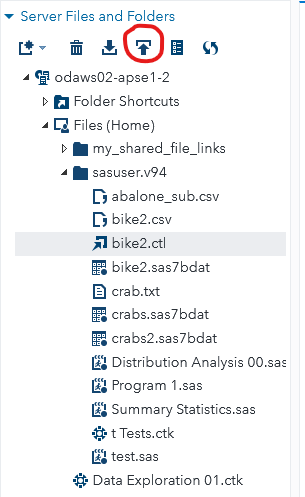 Server Files and Folders
odaws02-apse1-2
Folder Shortcuts
Files (Home)
my_shared_file_links
sasuser.v94
abalone_sub.csv
bike2.csv
bike2.ctl
bike2.sas7bdat
crab.txt
crabs.sas7bdat
crabs2.sas7bdat
Distribution Analysis 00.sas
Program 1.sas
Summary Statistics.sas
t Tests.ctk
test.sas
Data Exploration 01.ctk